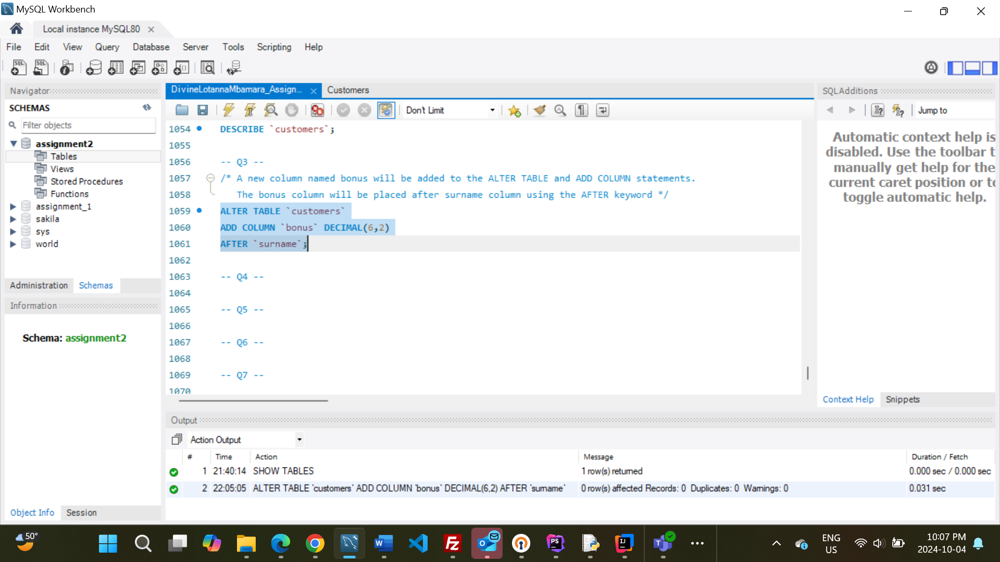 MySQL Workbench
Local instance MySQL80
File Edit View Query Database Server Tools Scripting Help
Navigator
SCHEMAS
Filter objects
assignment2
Tables
Views
Stored Procedures
Functions
assignment_1
sakila
sys
world
Administration Schemas
Information
Schema: assignment2
Object Info Session
DivineLotannaMbamara_Assign... Customers
Don't Limit
1054 DESCRIBE `customers`;
1055
1056 -- Q3 --
1057 /* A new column named bonus will be added to the ALTER TABLE and ADD COLUMN statements.
1058 The bonus column will be placed after surname column using the AFTER keyword */
1059 ALTER TABLE `customers`
1060 ADD COLUMN `bonus` DECIMAL(6,2)
1061 AFTER `surname`;
1062
1063 -- Q4 --
1064
1065 -- Q5 --
1066
1067 -- Q6 --
1068
1069 -- Q7 --
1070
SQLAdditions
Jump to
Automatic context help is
disabled. Use the toolbar t
manually get help for the
current caret position or to
toggle automatic help.
Context Help Snippets
Output
Action Output
# Time Action Message Duration / Fetch
1 21:40:14 SHOW TABLES 1 row(s) returned 0.000 sec / 0.000 sec
2 22:05:05 ALTER TABLE `customers` ADD COLUMN `bonus` DECIMAL(6,2) AFTER `surname` 0 row(s) affected Records: 0 Duplicates: 0 Warnings: 0 0.031 sec
50°
ENG
US
10:07 PM
2024-10-04